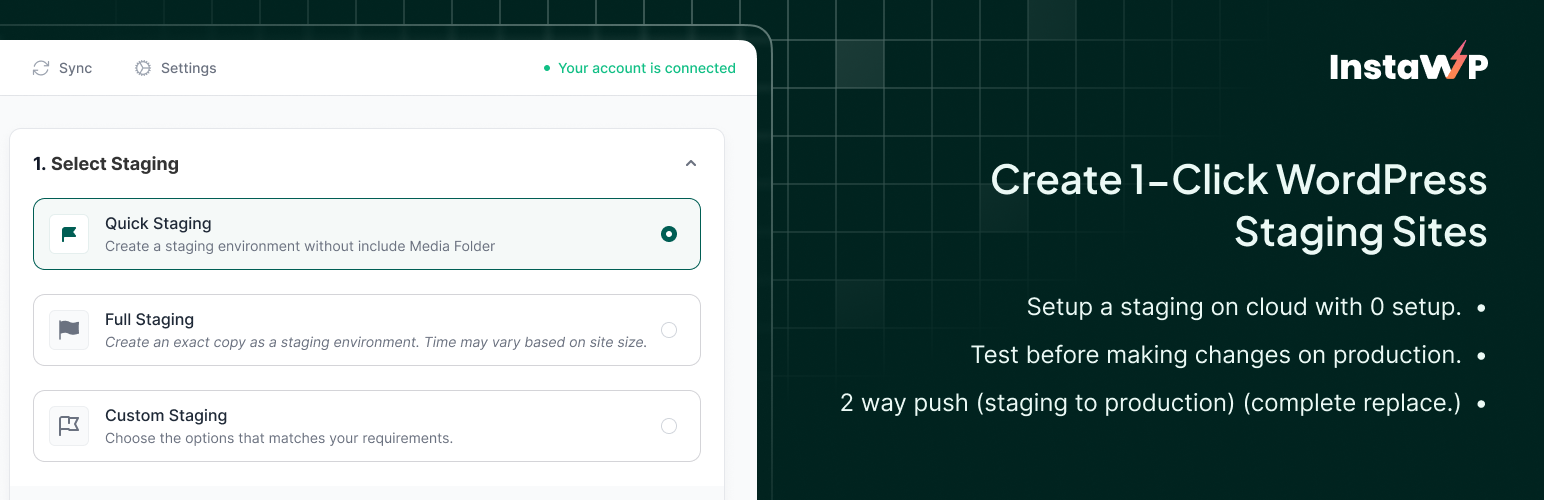 Sync
Settings
Your account is connected
1. Select Staging
Quick Staging
Create a staging environment without include Media Folder
Full Staging
Create an exact copy as a staging environment. Time may vary based on site size.
Custom Staging
Choose the options that matches your requirements.
InstaWP
Create 1-Click WordPress
Staging Sites
Setup a staging on cloud with 0 setup. •
Test before making changes on production. •
2 way push (staging to production) (complete replace.) •